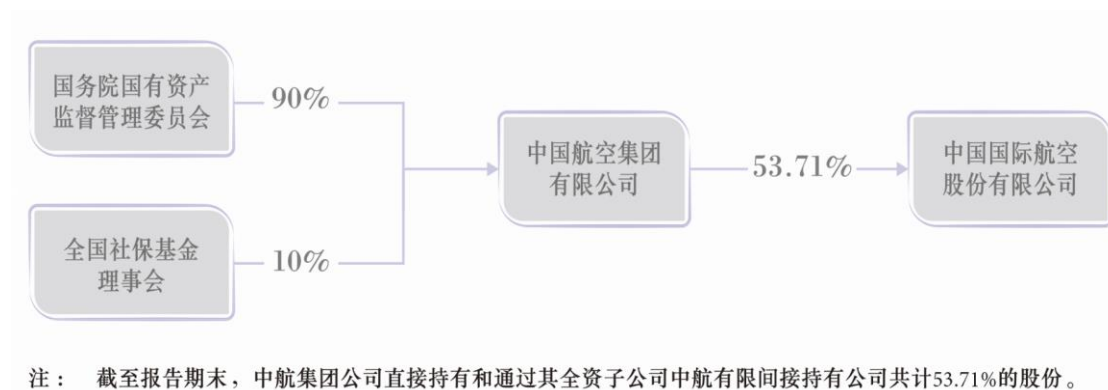 国务院国有资产
监督管理委员会
90%
中国航空集团
有限公司
53.71%
中国国际航空
股份有限公司
全国社保基金
理事会
10%
注： 截至报告期末，中航集团公司直接持有和通过其全资子公司中航有限间接持有公司共计53.71%的股份。